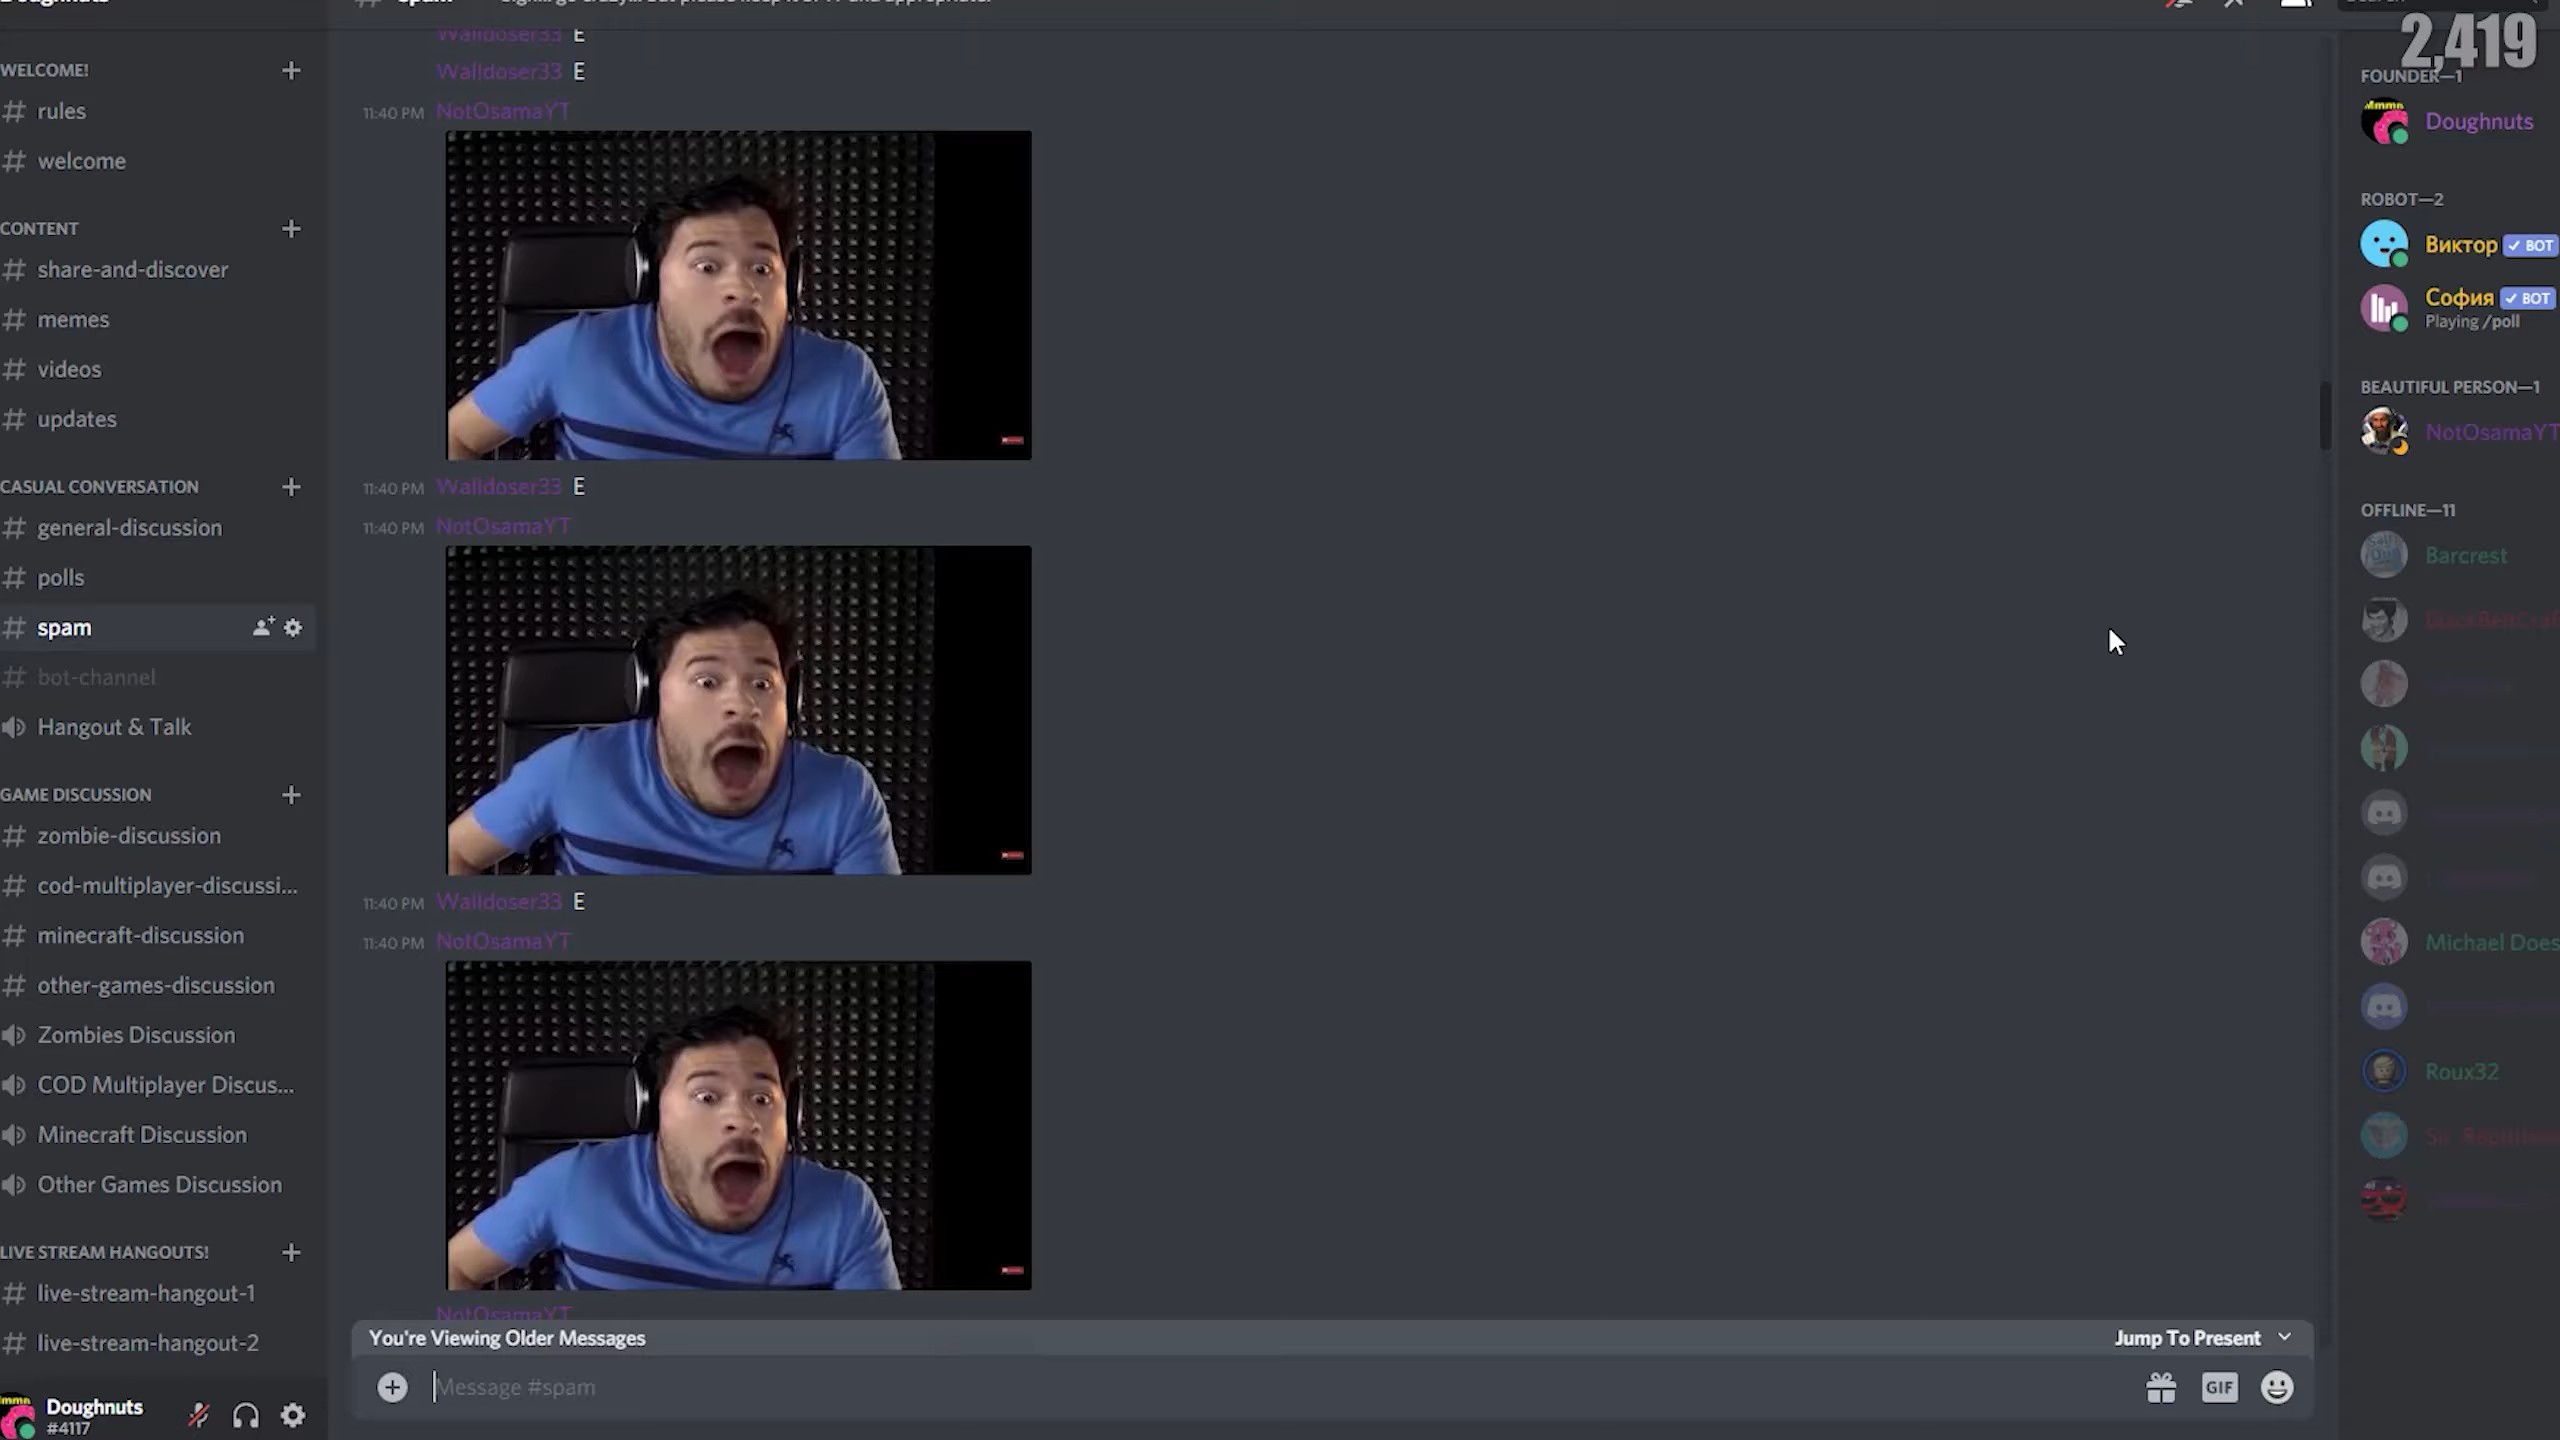 2,419
WELCOME!
# rules
# welcome
CONTENT
# share-and-discover
# memes
# videos
# updates
CASUAL CONVERSATION
# general-discussion
# polls
# spam
# bot-channel
Hangout & Talk
GAME DISCUSSION
# zombie-discussion
# cod-multiplayer-discussi...
# minecraft-discussion
# other-games-discussion
Zombies Discussion
COD Multiplayer Discus...
Minecraft Discussion
Other Games Discussion
LIVE STREAM HANGOUTS!
# live-stream-hangout-1
# live-stream-hangout-2
Doughnuts
#4117
Walldoser33 E
Walldoser33 E
11:40 PM NotOsamaYT
11:40 PM Walldoser33 E
11:40 PM NotOsamaYT
11:40 PM Walldoser33 E
11:40 PM NotOsamaYT
NotOsamaYT
You're Viewing Older Messages
Jump To Present
Message #spam
GIF
FOUNDER—1
Doughnuts
ROBOT—2
Виктор ✓ BOT
София ✓ BOT
Playing /poll
BEAUTIFUL PERSON—1
NotOsamaYT
OFFLINE—11
Barcrest
Michael Does
Roux32